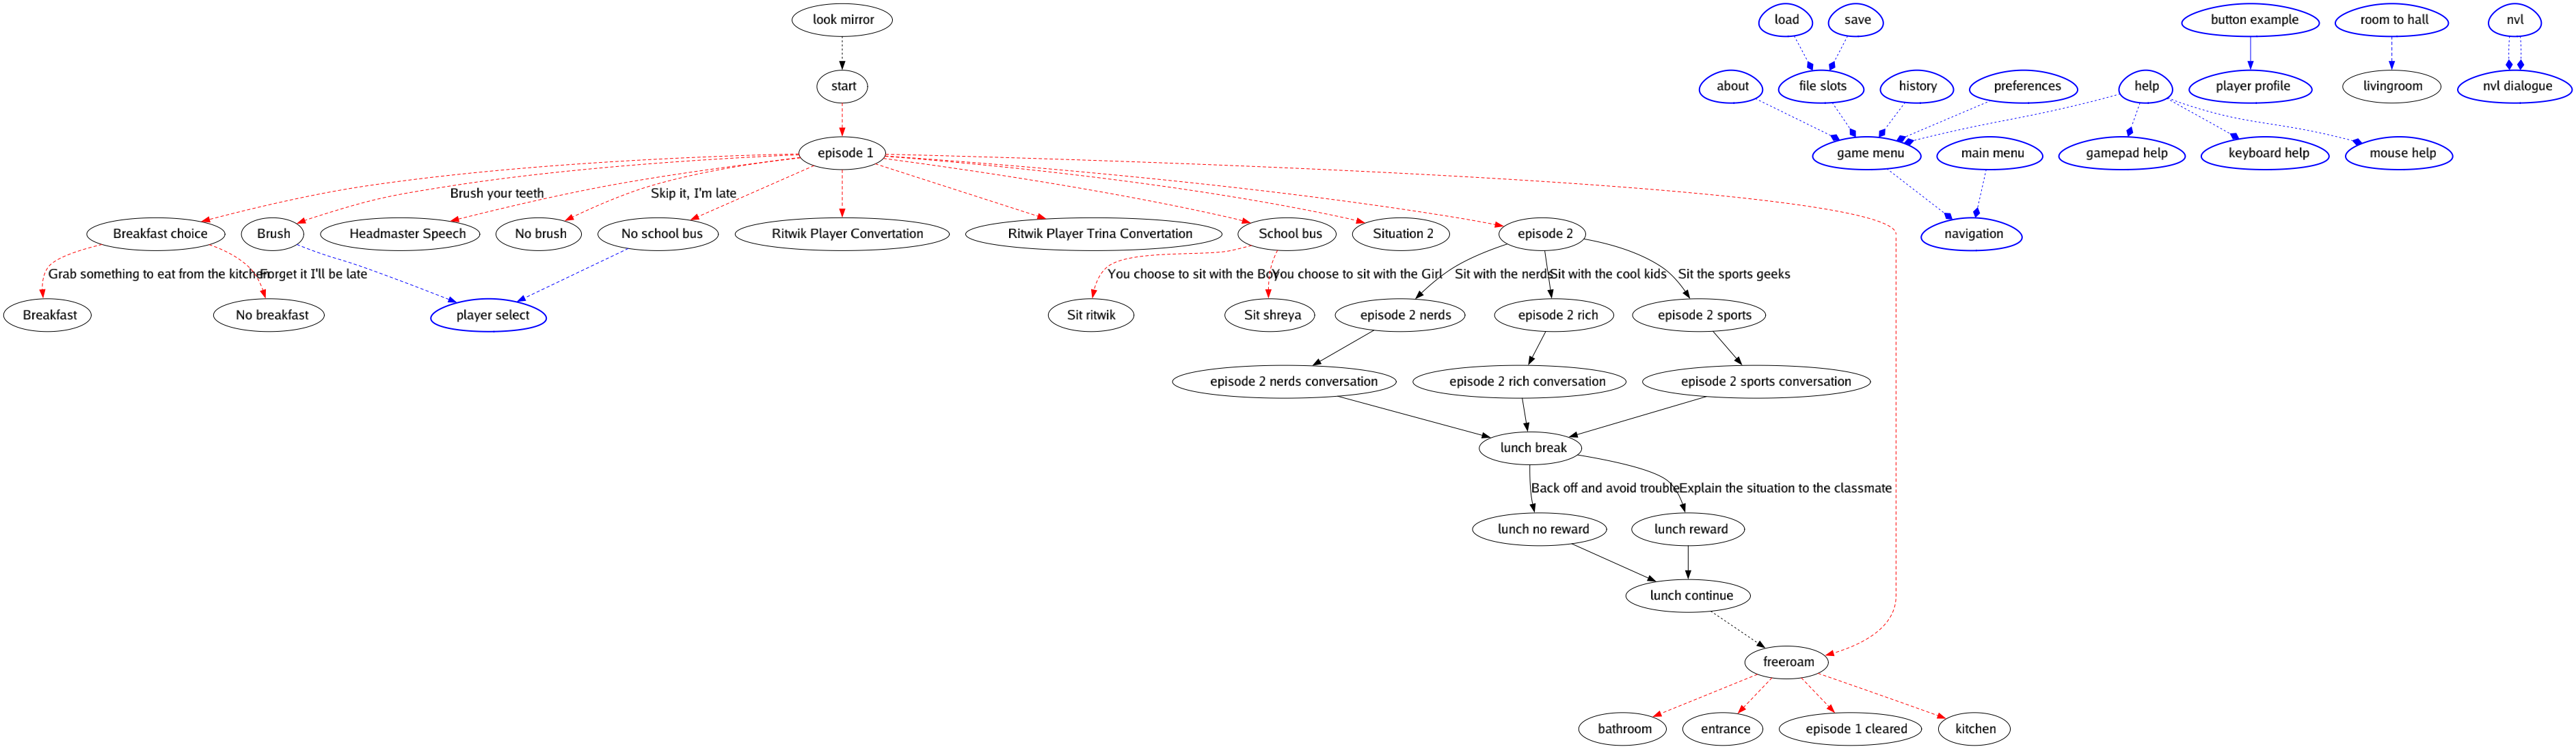 look mirror
load
save
button example
room to hall
nvl
start
about
file slots
history
preferences
help
player profile
livingroom
nvl dialogue
episode 1
game menu
main menu
gamepad help
keyboard help
mouse help
Brush your teeth
Skip it, I'm late
Breakfast choice
Brush
Headmaster Speech
No brush
No school bus
Ritwik Player Convertation
Ritwik Player Trina Convertation
School bus
Situation 2
episode 2
navigation
Grab something to eat from the kitchen
Forget it I'll be late
You choose to sit with the Boy
You choose to sit with the Girl
Sit with the nerds
Sit with the cool kids
Sit the sports geeks
Breakfast
No breakfast
player select
Sit ritwik
Sit shreya
episode 2 nerds
episode 2 rich
episode 2 sports
episode 2 nerds conversation
episode 2 rich conversation
episode 2 sports conversation
lunch break
Back off and avoid trouble
Explain the situation to the classmate
lunch no reward
lunch reward
lunch continue
freeroam
bathroom
entrance
episode 1 cleared
kitchen